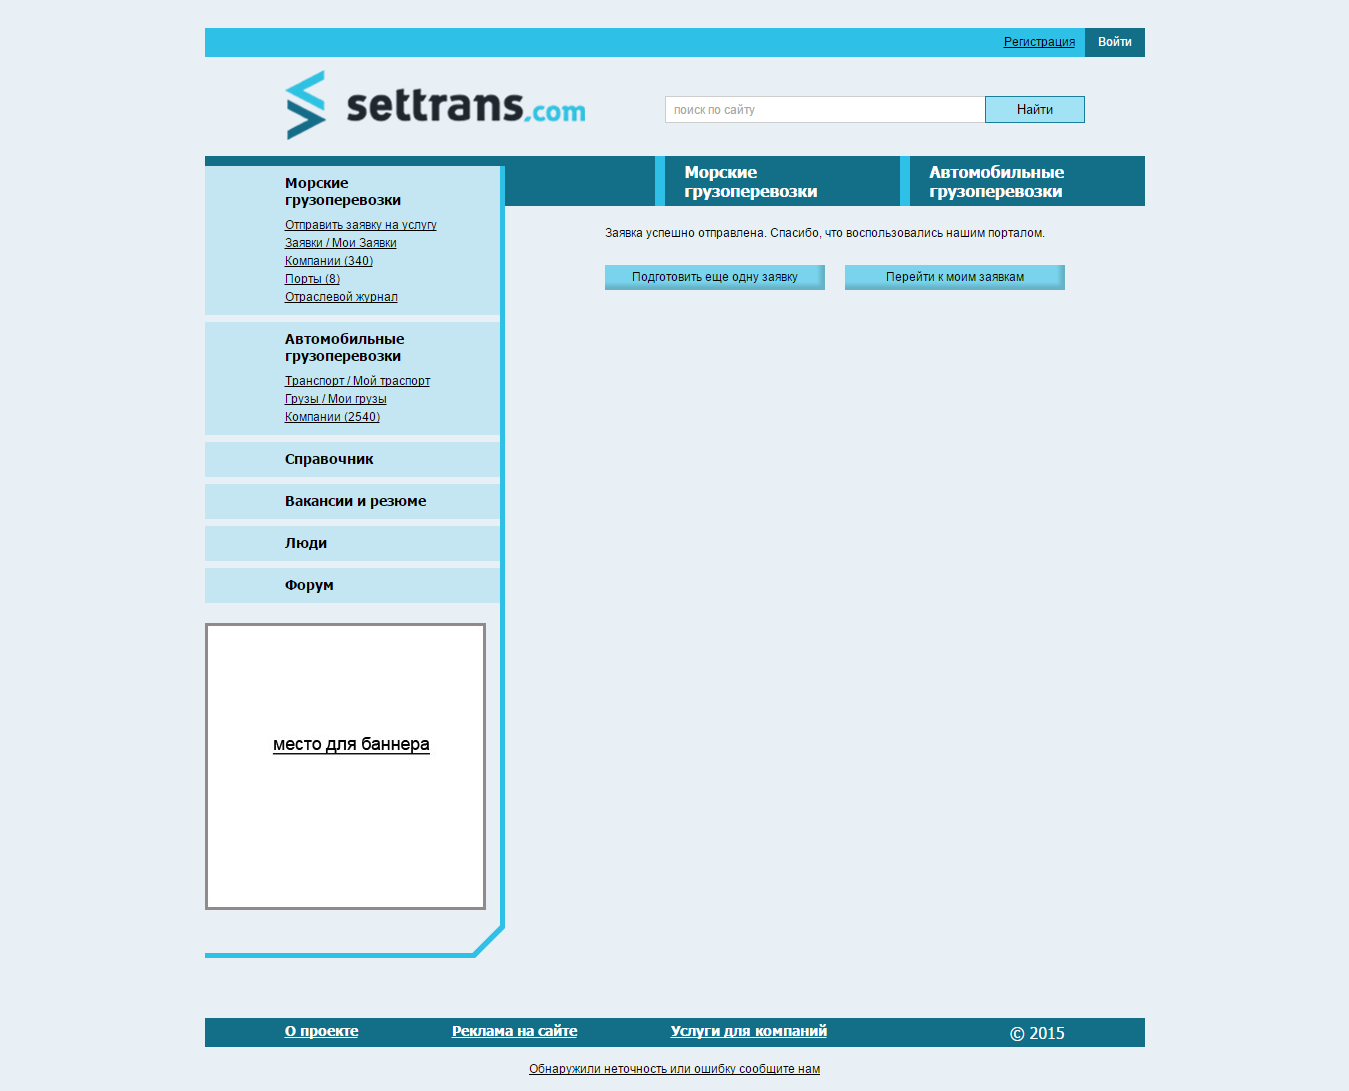 Регистрация
Войти
settrans.com
поиск по сайту
Найти
Морские
грузоперевозки
Автомобильные
грузоперевозки
Морские
грузоперевозки
Отправить заявку на услугу
Заявки / Мои Заявки
Компании (340)
Порты (8)
Отраслевой журнал
Автомобильные
грузоперевозки
Транспорт / Мой траспорт
Грузы / Мои грузы
Компании (2540)
Справочник
Вакансии и резюме
Люди
Форум
место для баннера
Заявка успешно отправлена. Спасибо, что воспользовались нашим порталом.
Подготовить еще одну заявку
Перейти к моим заявкам
О проекте
Реклама на сайте
Услуги для компаний
© 2015
Обнаружили неточность или ошибку сообщите нам